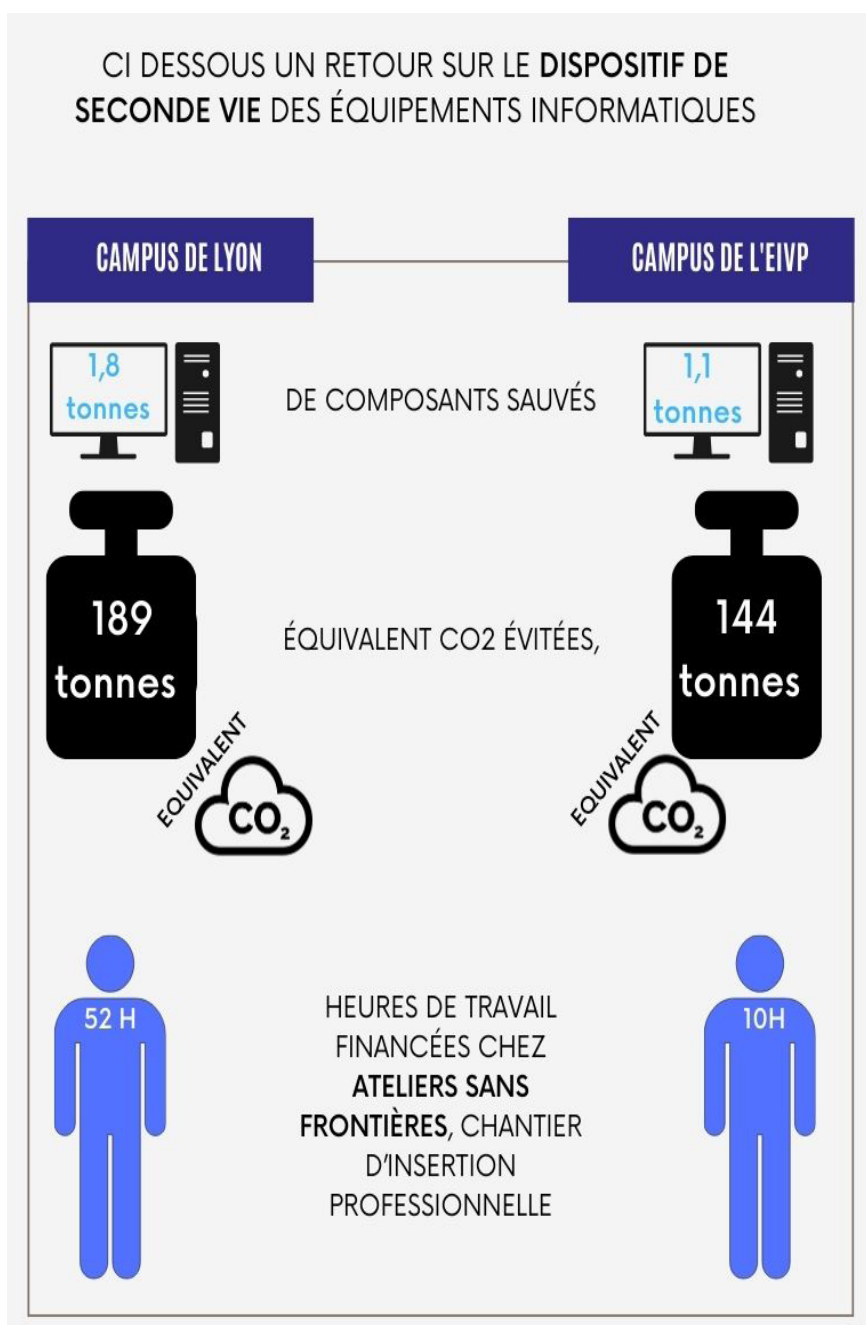 CI DESSOUS UN RETOUR SUR LE DISPOSITIF DE
SECONDE VIE DES ÉQUIPEMENTS INFORMATIQUES
CAMPUS DE LYON
CAMPUS DE L'EIVP
1,8
tonnes
DE COMPOSANTS SAUVÉS
1,1
tonnes
189
tonnes
ÉQUIVALENT CO2 ÉVITÉES,
144
tonnes
EQUIVALENT
CO₂
EQUIVALENT
CO₂
52 H
HEURES DE TRAVAIL
FINANCÉES CHEZ
ATELIERS SANS
FRONTIÈRES, CHANTIER
D’INSERTION
PROFESSIONNELLE
10H